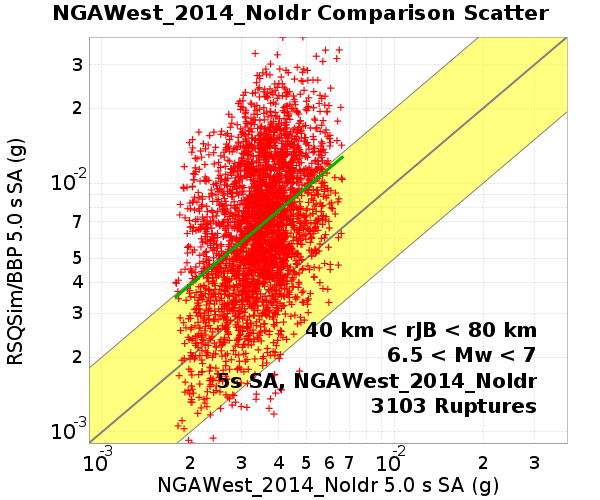 NGAWest_2014_NoIdr Comparison Scatter
RSQSim/BBP 5.0 s SA (g)
3
2
10-2
7
5
4
3
2
10-3
40 km < rJB < 80 km
6.5 < Mw < 7
5s SA, NGAWest_2014_NoIdr
3103 Ruptures
10-3 2 3 4 5 6 7 10-2 2 3
NGAWest_2014_NoIdr 5.0 s SA (g)